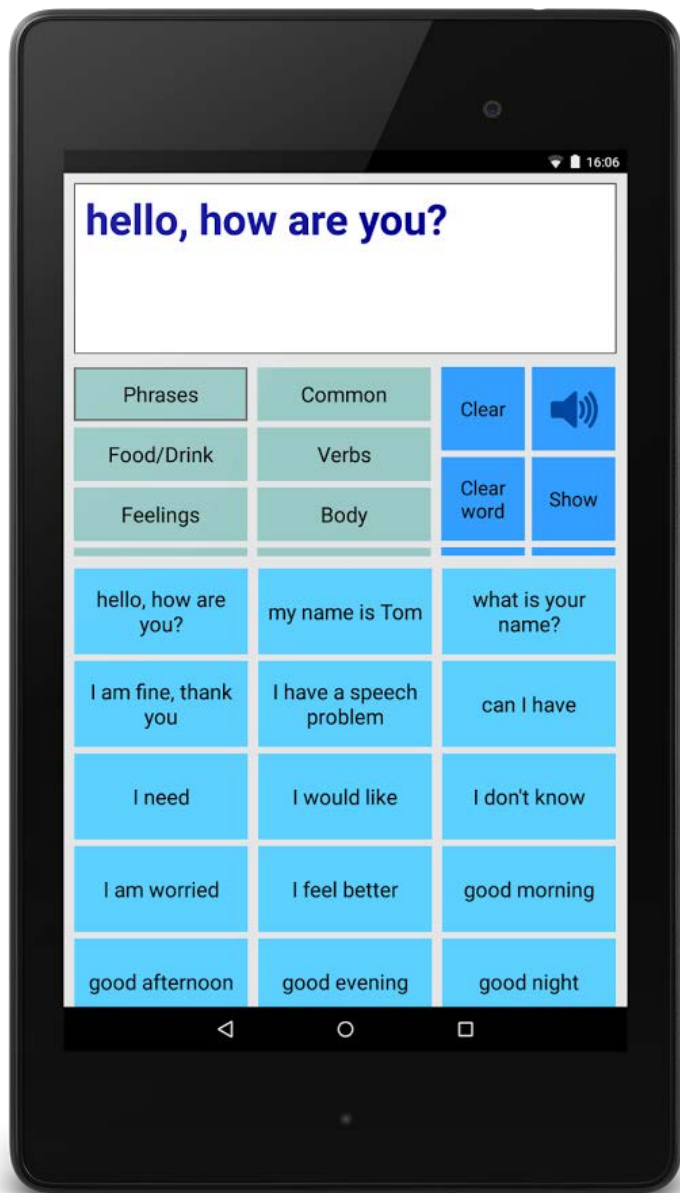 16:06
hello, how are you?
Phrases
Common
Clear
Food/Drink
Verbs
Feelings
Body
Clear
word
Show
hello, how are
you?
my name is Tom
what is your
name?
I am fine, thank
you
I have a speech
problem
can I have
I need
I would like
I don't know
I am worried
I feel better
good morning
good afternoon
good evening
good night